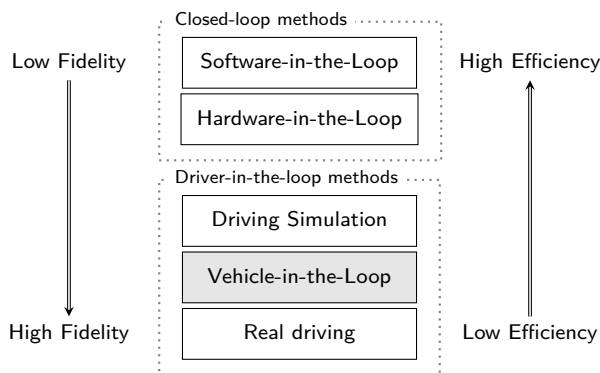 Closed-loop methods
Low Fidelity
Software-in-the-Loop
High Efficiency
Hardware-in-the-Loop
Driver-in-the-loop methods
Driving Simulation
Vehicle-in-the-Loop
High Fidelity
Real driving
Low Efficiency